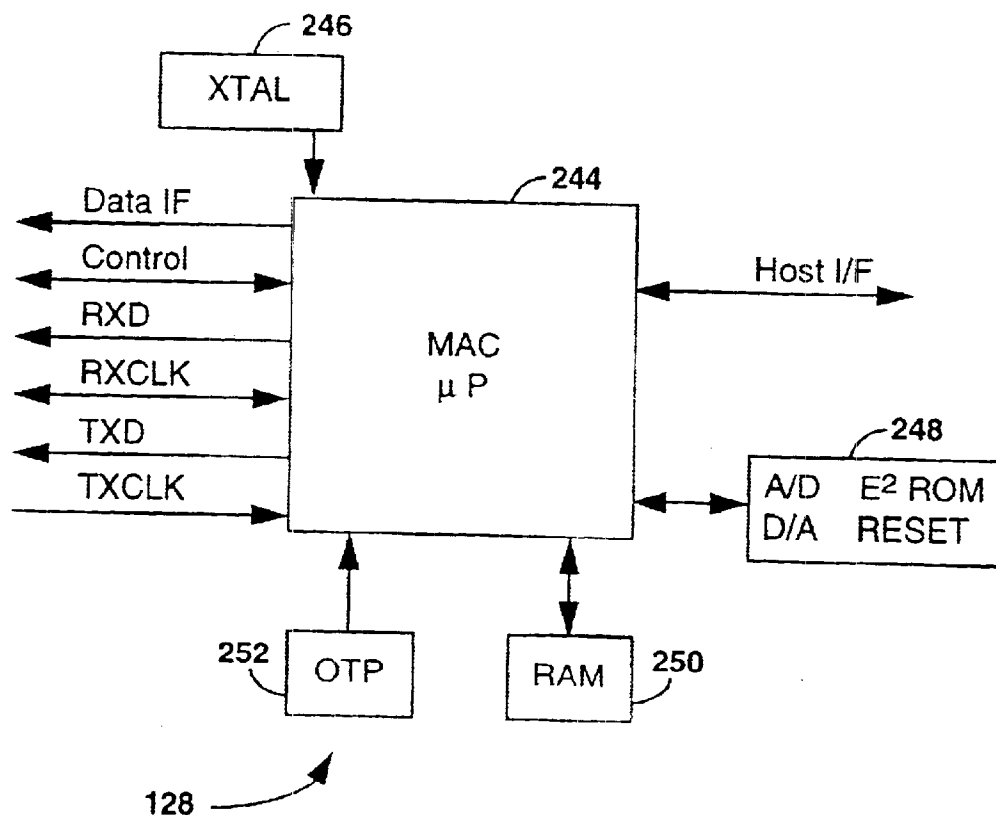 246
XTAL
244
Data IF
Control
RXD
RXCLK
TXD
TXCLK
MAC
μ P
Host I/F
248
A/D E² ROM
D/A RESET
252
OTP
RAM
250
128